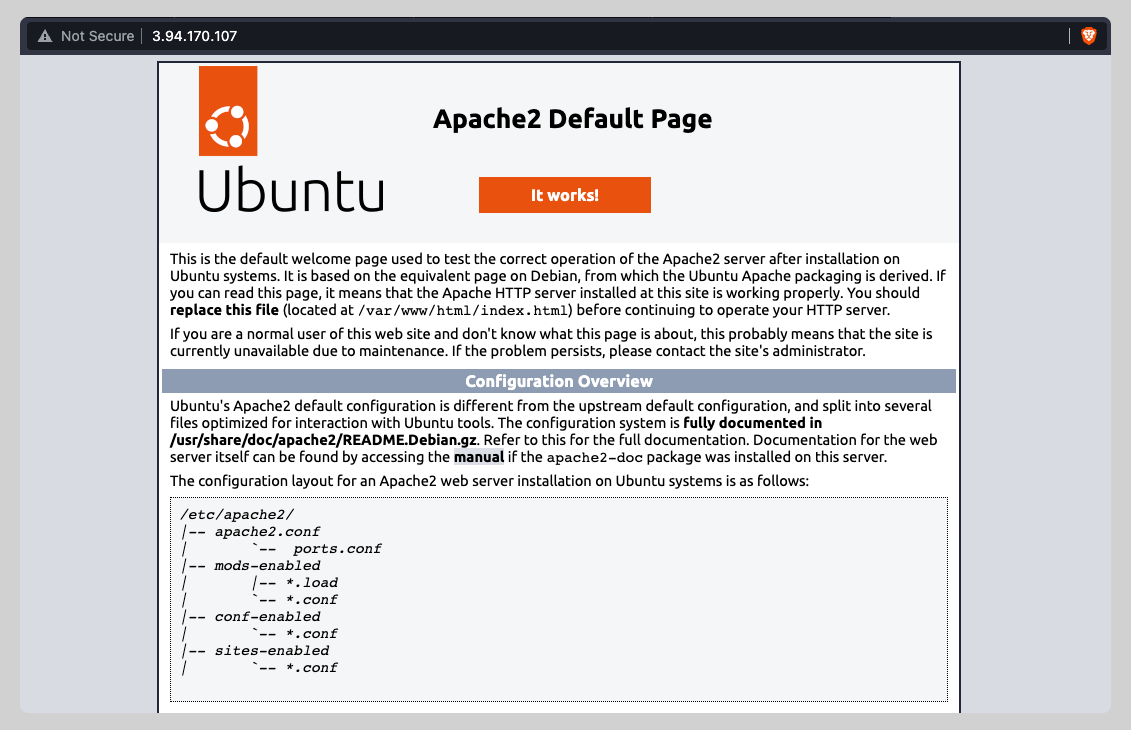 Not Secure 3.94.170.107
Apache2 Default Page
Ubuntu
It works!
This is the default welcome page used to test the correct operation of the Apache2 server after installation on
Ubuntu systems. It is based on the equivalent page on Debian, from which the Ubuntu Apache packaging is derived. If
you can read this page, it means that the Apache HTTP server installed at this site is working properly. You should
replace this file (located at /var/www/html/index.html) before continuing to operate your HTTP server.
If you are a normal user of this web site and don't know what this page is about, this probably means that the site is
currently unavailable due to maintenance. If the problem persists, please contact the site's administrator.
Configuration Overview
Ubuntu's Apache2 default configuration is different from the upstream default configuration, and split into several
files optimized for interaction with Ubuntu tools. The configuration system is fully documented in
/usr/share/doc/apache2/README.Debian.gz. Refer to this for the full documentation. Documentation for the web
server itself can be found by accessing the manual if the apache2-doc package was installed on this server.
The configuration layout for an Apache2 web server installation on Ubuntu systems is as follows:
/etc/apache2/
|-- apache2.conf
|       `--  ports.conf
|-- mods-enabled
|       |-- *.load
|       `-- *.conf
|-- conf-enabled
|       `-- *.conf
|-- sites-enabled
|       `-- *.conf